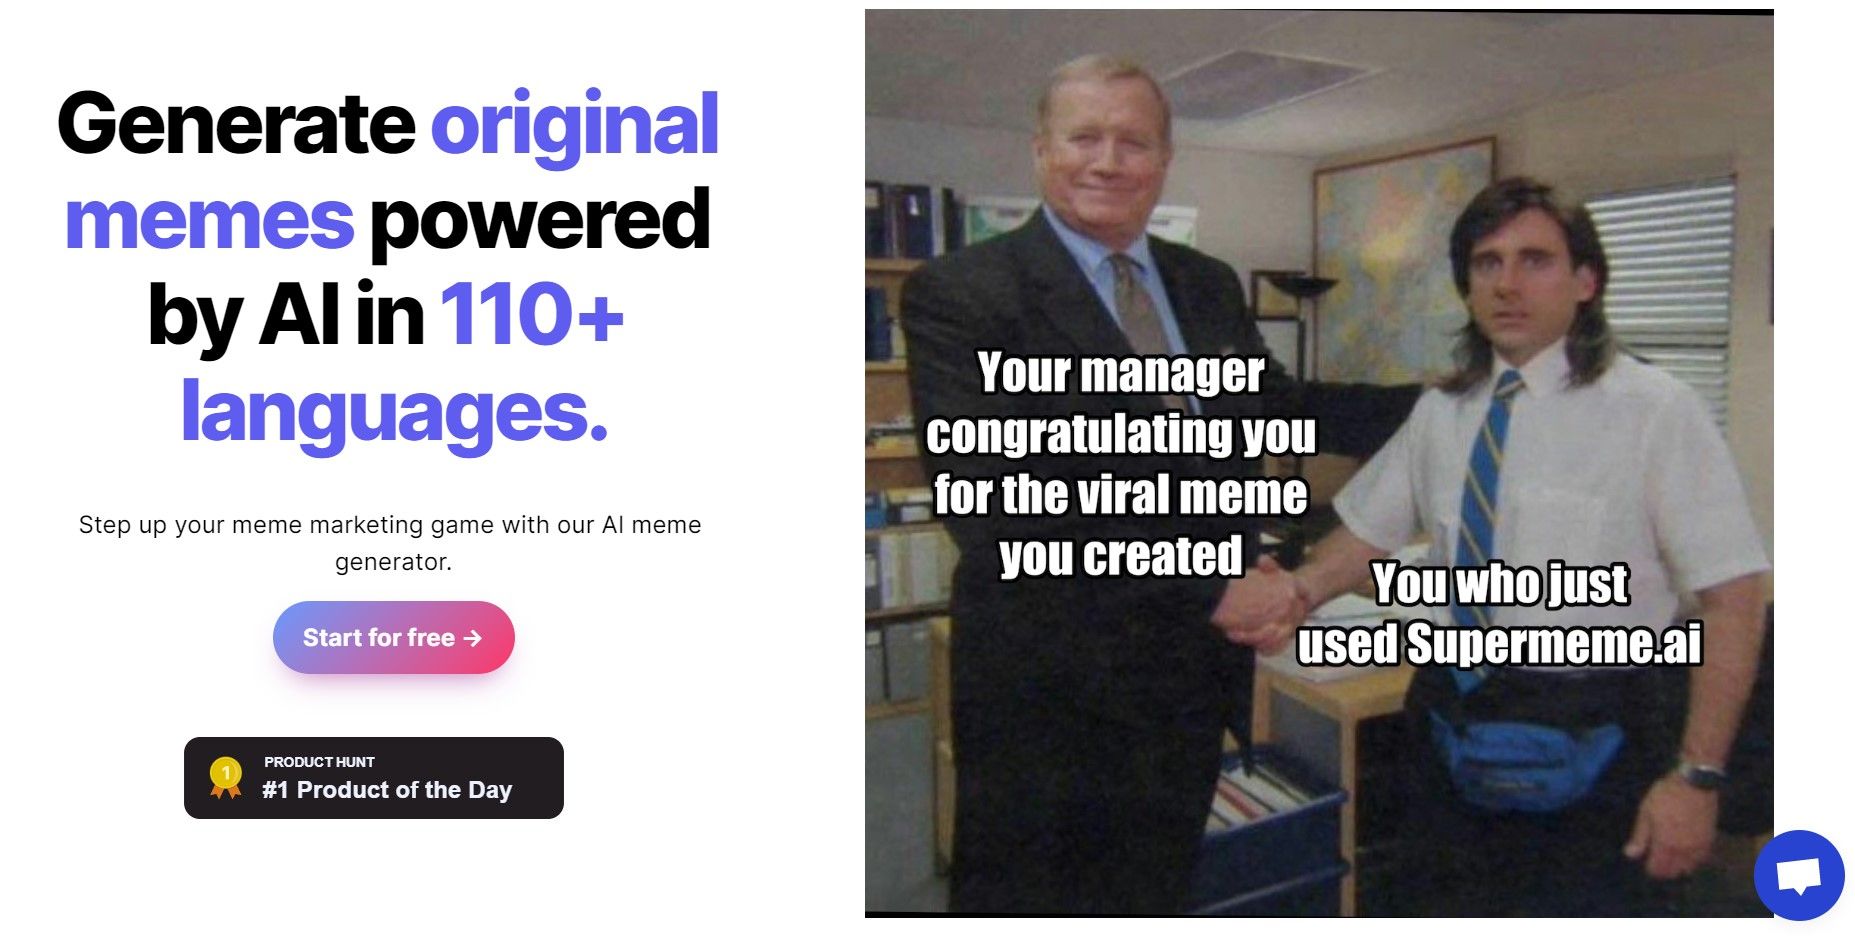 Generate original
memes powered
by AI in 110+
languages.
Step up your meme marketing game with our AI meme
generator.
Start for free →
1
PRODUCT HUNT
#1 Product of the Day
Your manager
congratulating you
for the viral meme
you created
You who just
used Supermeme.ai